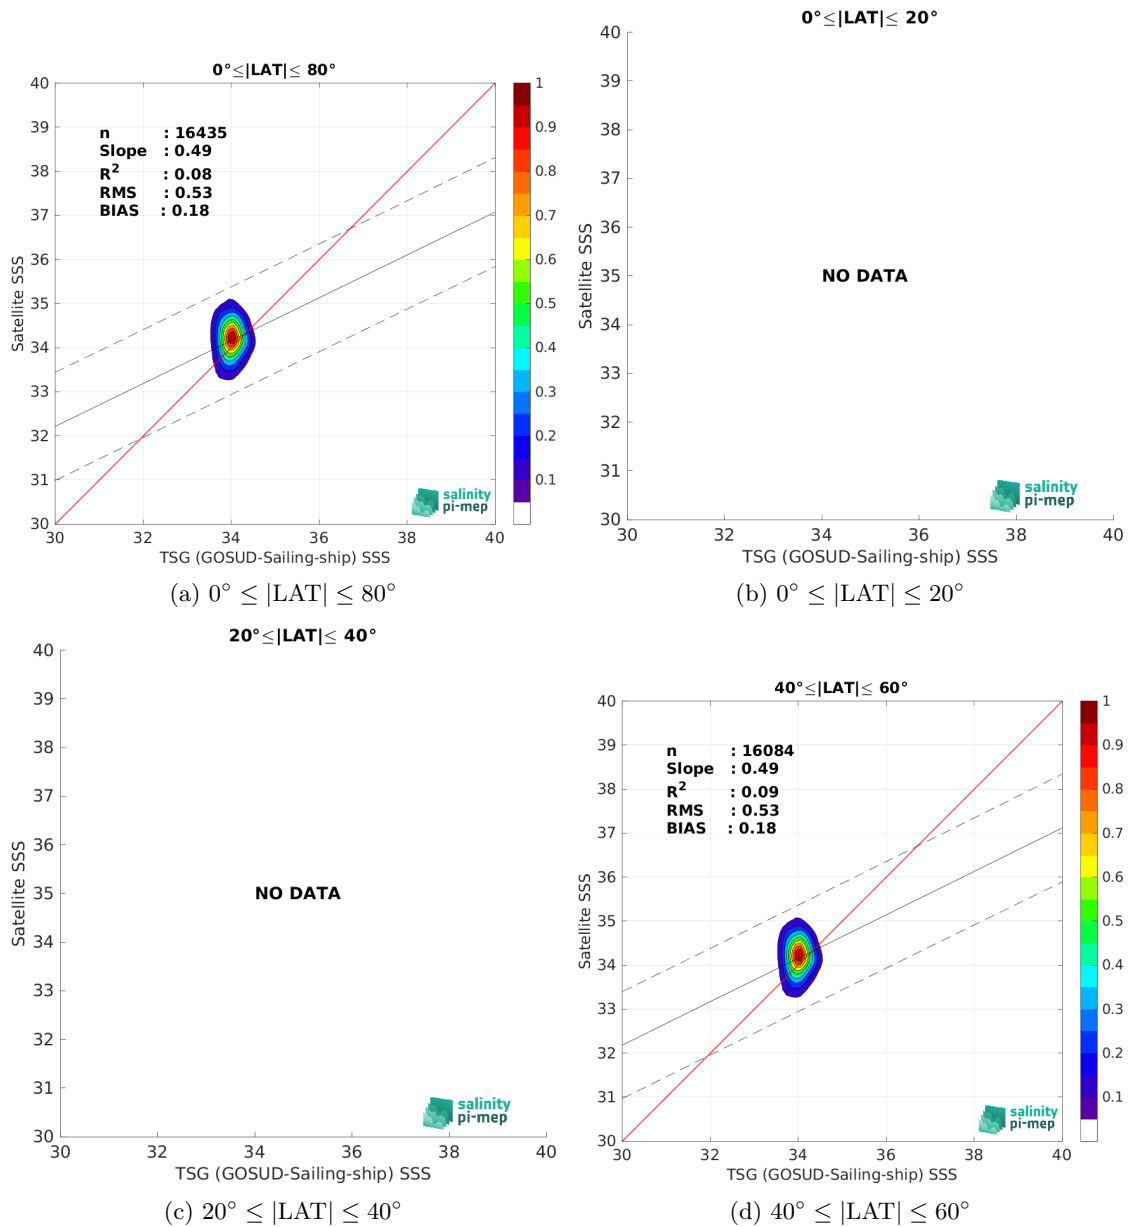 0°≤|LAT|≤ 80°
40
39
38
37
36
35
34
33
32
31
30
Satellite SSS
n : 16435
Slope : 0.49
R² : 0.08
RMS : 0.53
BIAS : 0.18
salinity
pi-mep
30 32 34 36 38 40
TSG (GOSUD-Sailing-ship) SSS
1
0.9
0.8
0.7
0.6
0.5
0.4
0.3
0.2
0.1
(a) 0° ≤ |LAT| ≤ 80°
0°≤|LAT|≤ 20°
40
39
38
37
36
35
34
33
32
31
30
Satellite SSS
NO DATA
salinity
pi-mep
30 32 34 36 38 40
TSG (GOSUD-Sailing-ship) SSS
(b) 0° ≤ |LAT| ≤ 20°
20°≤|LAT|≤ 40°
40
39
38
37
36
35
34
33
32
31
30
Satellite SSS
NO DATA
salinity
pi-mep
30 32 34 36 38 40
TSG (GOSUD-Sailing-ship) SSS
(c) 20° ≤ |LAT| ≤ 40°
40°≤|LAT|≤ 60°
40
39
38
37
36
35
34
33
32
31
30
Satellite SSS
n : 16084
Slope : 0.49
R² : 0.09
RMS : 0.53
BIAS : 0.18
salinity
pi-mep
30 32 34 36 38 40
TSG (GOSUD-Sailing-ship) SSS
1
0.9
0.8
0.7
0.6
0.5
0.4
0.3
0.2
0.1
(d) 40° ≤ |LAT| ≤ 60°